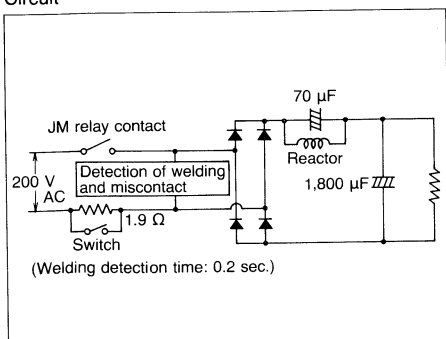 Circuit
70 µF
JM relay contact
Reactor
Detection of welding
and miscontact
200 V
AC
1,800 µF
1.9 Ω
Switch
(Welding detection time: 0.2 sec.)